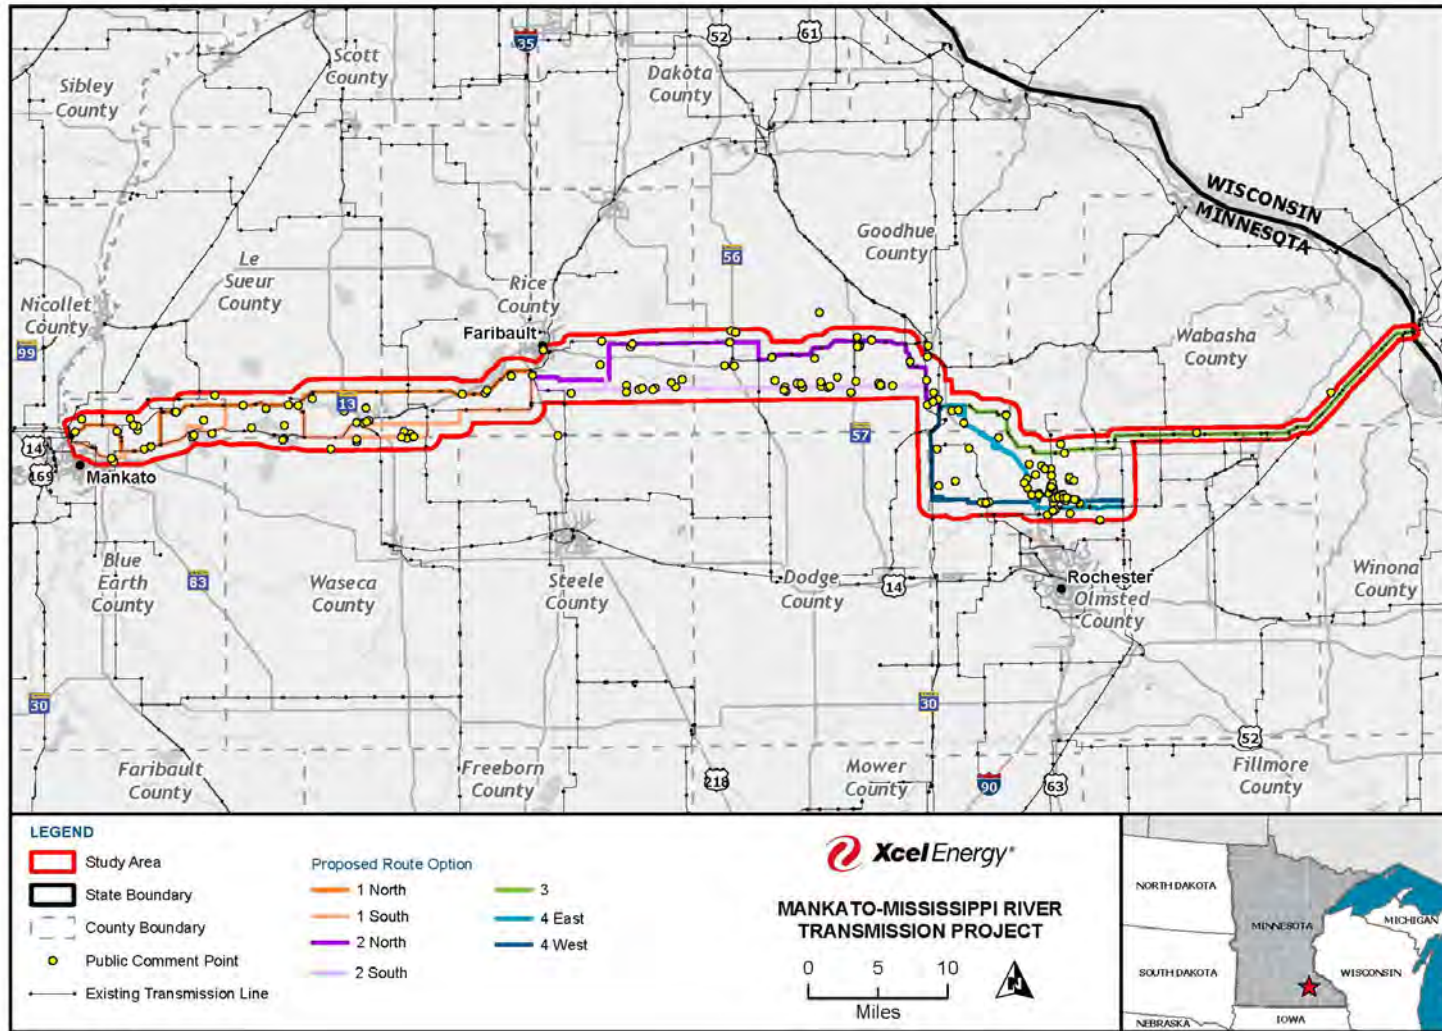 Scott
County
Sibley
County
35
52
61
Dakota
County
WISCONSIN
MINNESOTA
Goodhue
County
Le
Sueur
County
56
Rice
County
Nicollet
County
Faribault
Wabasha
County
99
13
57
14
169
Mankato
Blue
Earth
County
83
Waseca
County
Steele
County
Dodge
County
14
Rochester
Olmsted
County
Winona
County
30
30
Faribault
County
Freeborn
County
218
Mower
County
90
63
52
Fillmore
County
LEGEND
Study Area
State Boundary
County Boundary
Public Comment Point
Existing Transmission Line
Proposed Route Option
1 North
1 South
2 North
2 South
3
4 East
4 West
Xcel Energy®
MANKATO-MISSISSIPPI RIVER
TRANSMISSION PROJECT
0 5 10
Miles
N
NORTH DAKOTA
MINNESOTA
MICHIGAN
SOUTH DAKOTA
WISCONSIN
NEBRASKA
IOWA